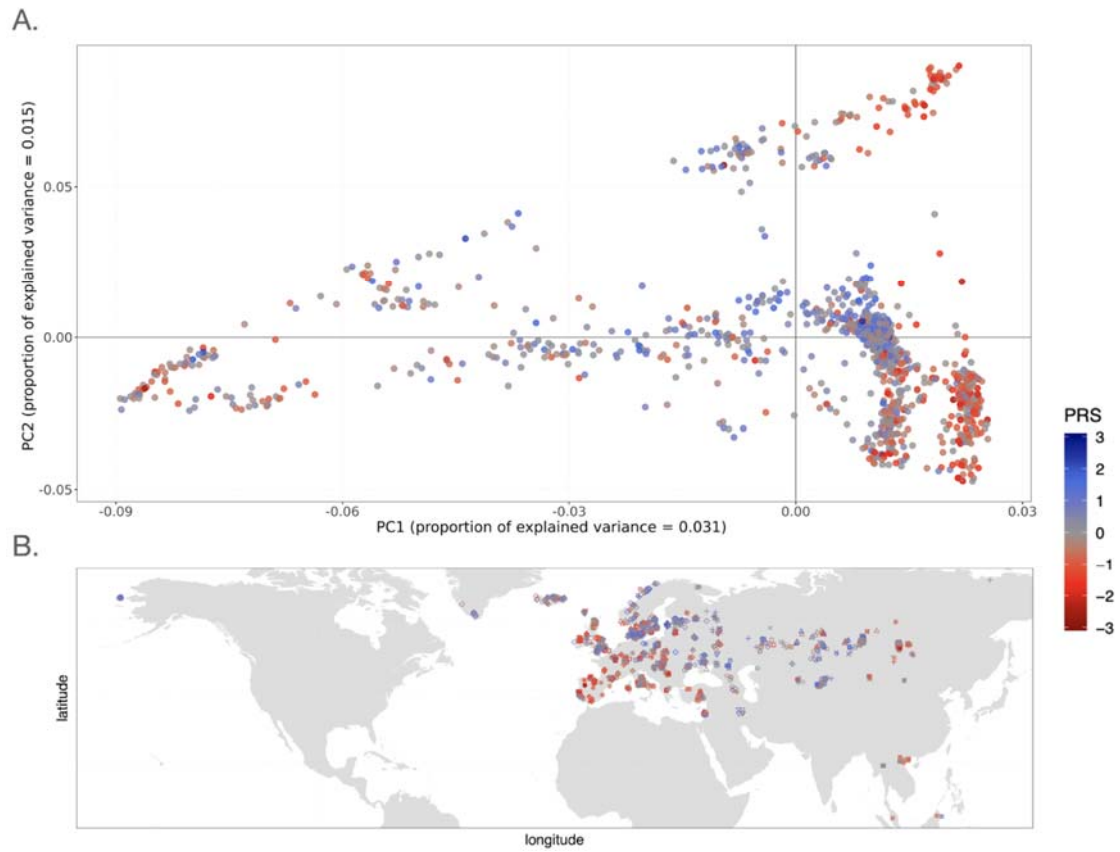 A.
PC2 (proportion of explained variance = 0.015)
0.05
0.00
-0.05
-0.09
-0.06
-0.03
0.00
0.03
PC1 (proportion of explained variance = 0.031)
PRS
3
2
1
0
−1
−2
−3
B.
latitude
longitude